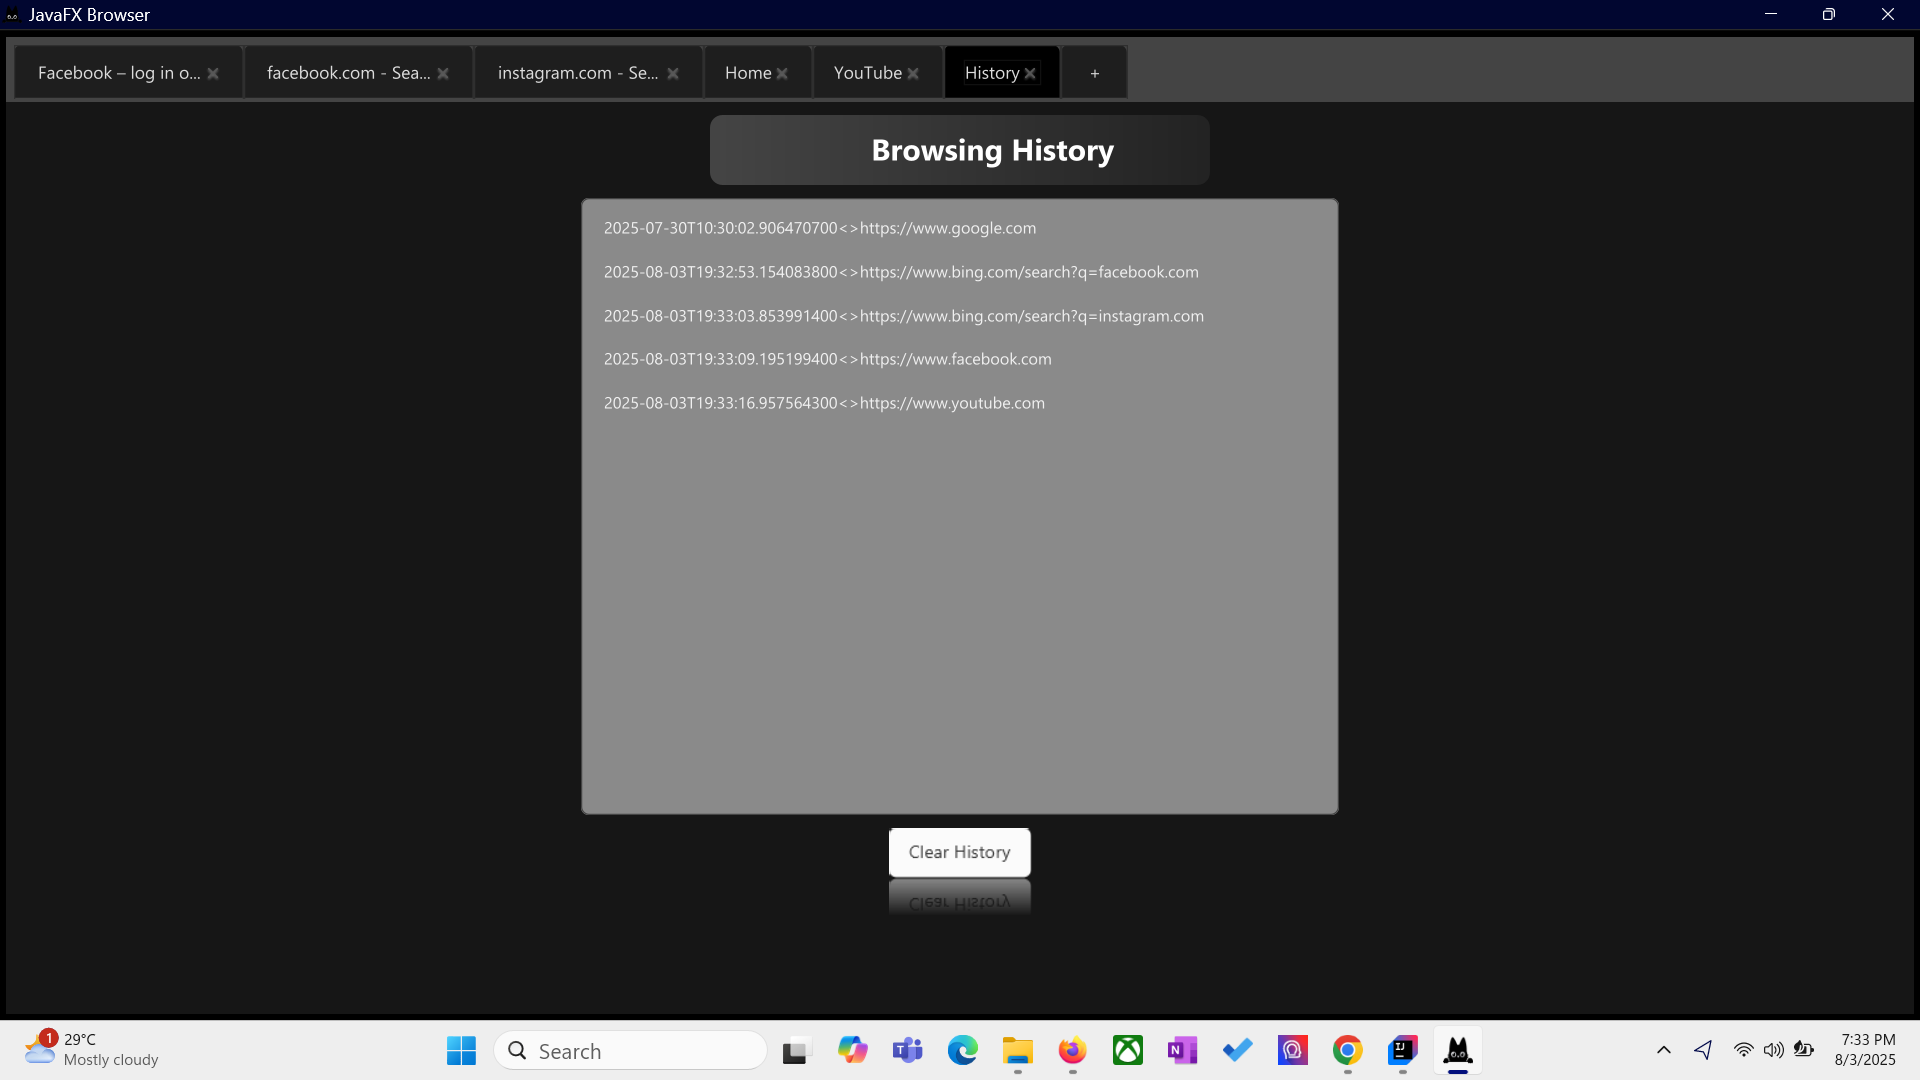 JavaFX Browser
Facebook – log in o...
facebook.com - Sea...
instagram.com - Se...
Home
YouTube
History
+
Browsing History
2025-07-30T10:30:02.906470700<>https://www.google.com
2025-08-03T19:32:53.154083800<>https://www.bing.com/search?q=facebook.com
2025-08-03T19:33:03.853991400<>https://www.bing.com/search?q=instagram.com
2025-08-03T19:33:09.195199400<>https://www.facebook.com
2025-08-03T19:33:16.957564300<>https://www.youtube.com
Clear History
Clear History
1
29°C
Mostly cloudy
Search
T
N
IJ
7:33 PM
8/3/2025